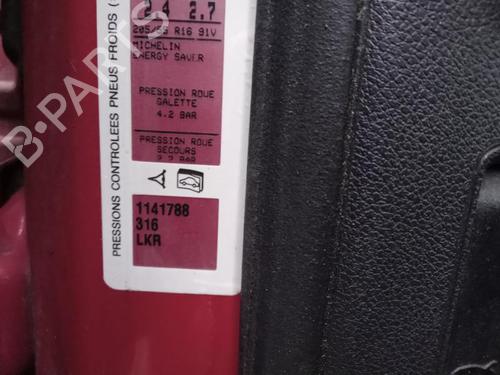 PRESSIONS CONTROLEES PNEUS FROIDS (
2.4 2.7
205/55 R16 91V
MICHELIN
ENERGY SAVER
PRESSION ROUE
GALETTE
4.2 BAR
PRESSION ROUE
SECOURS
BAR
1141788
316
LKR
B-PARTS